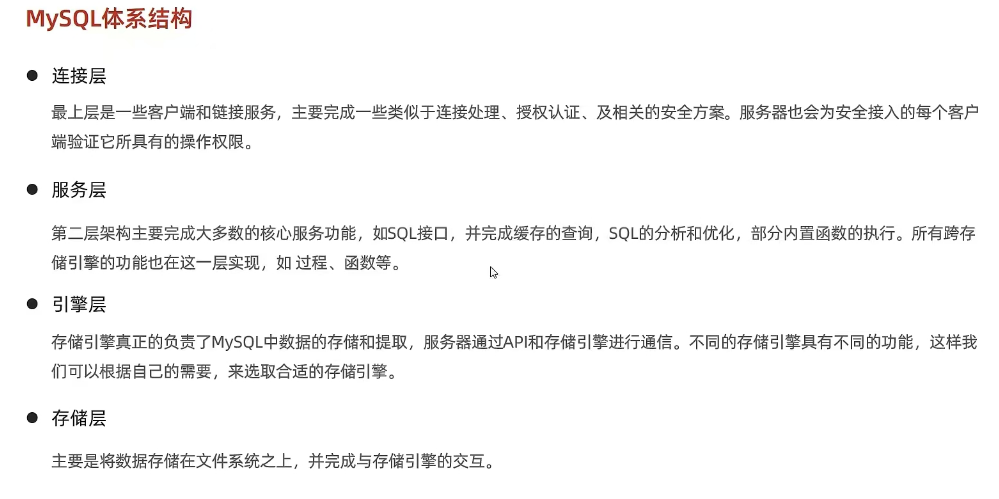 MySQL体系结构
● 连接层
最上层是一些客户端和链接服务，主要完成一些类似于连接处理、授权认证、及相关的安全方案。服务器也会为安全接入的每个客户
端验证它所具有的操作权限。
● 服务层
第二层架构主要完成大多数的核心服务功能，如SQL接口，并完成缓存的查询，SQL的分析和优化，部分内置函数的执行。所有跨存
储引擎的功能也在这一层实现，如 过程、函数等。
● 引擎层
存储引擎真正的负责了MySQL中数据的存储和提取，服务器通过API和存储引擎进行通信。不同的存储引擎具有不同的功能，这样我
们可以根据自己的需要，来选取合适的存储引擎。
● 存储层
主要是将数据存储在文件系统之上，并完成与存储引擎的交互。